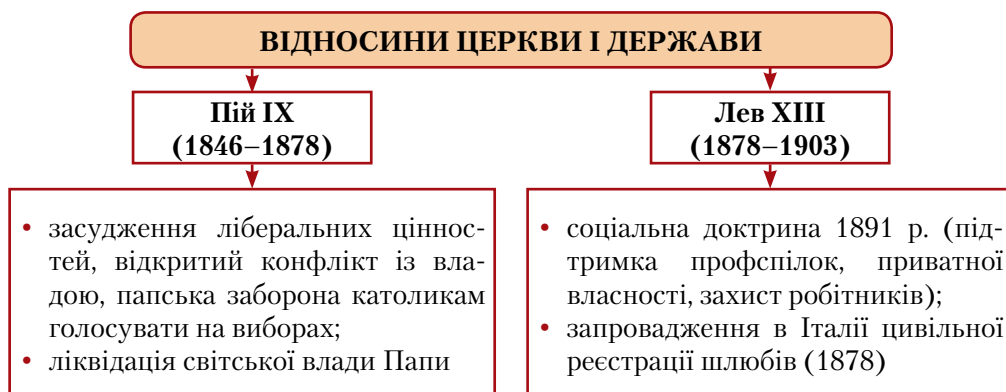 ВІДНОСИНИ ЦЕРКВИ І ДЕРЖАВИ
Пій IX
(1846–1878)
• засудження ліберальних ціннос-
тей, відкритий конфлікт із вла-
дою, папська заборона католикам
голосувати на виборах;
• ліквідація світської влади Папи
Лев XIII
(1878–1903)
• соціальна доктрина 1891 р. (під-
тримка профспілок, приватної
власності, захист робітників);
• запровадження в Італії цивільної
реєстрації шлюбів (1878)